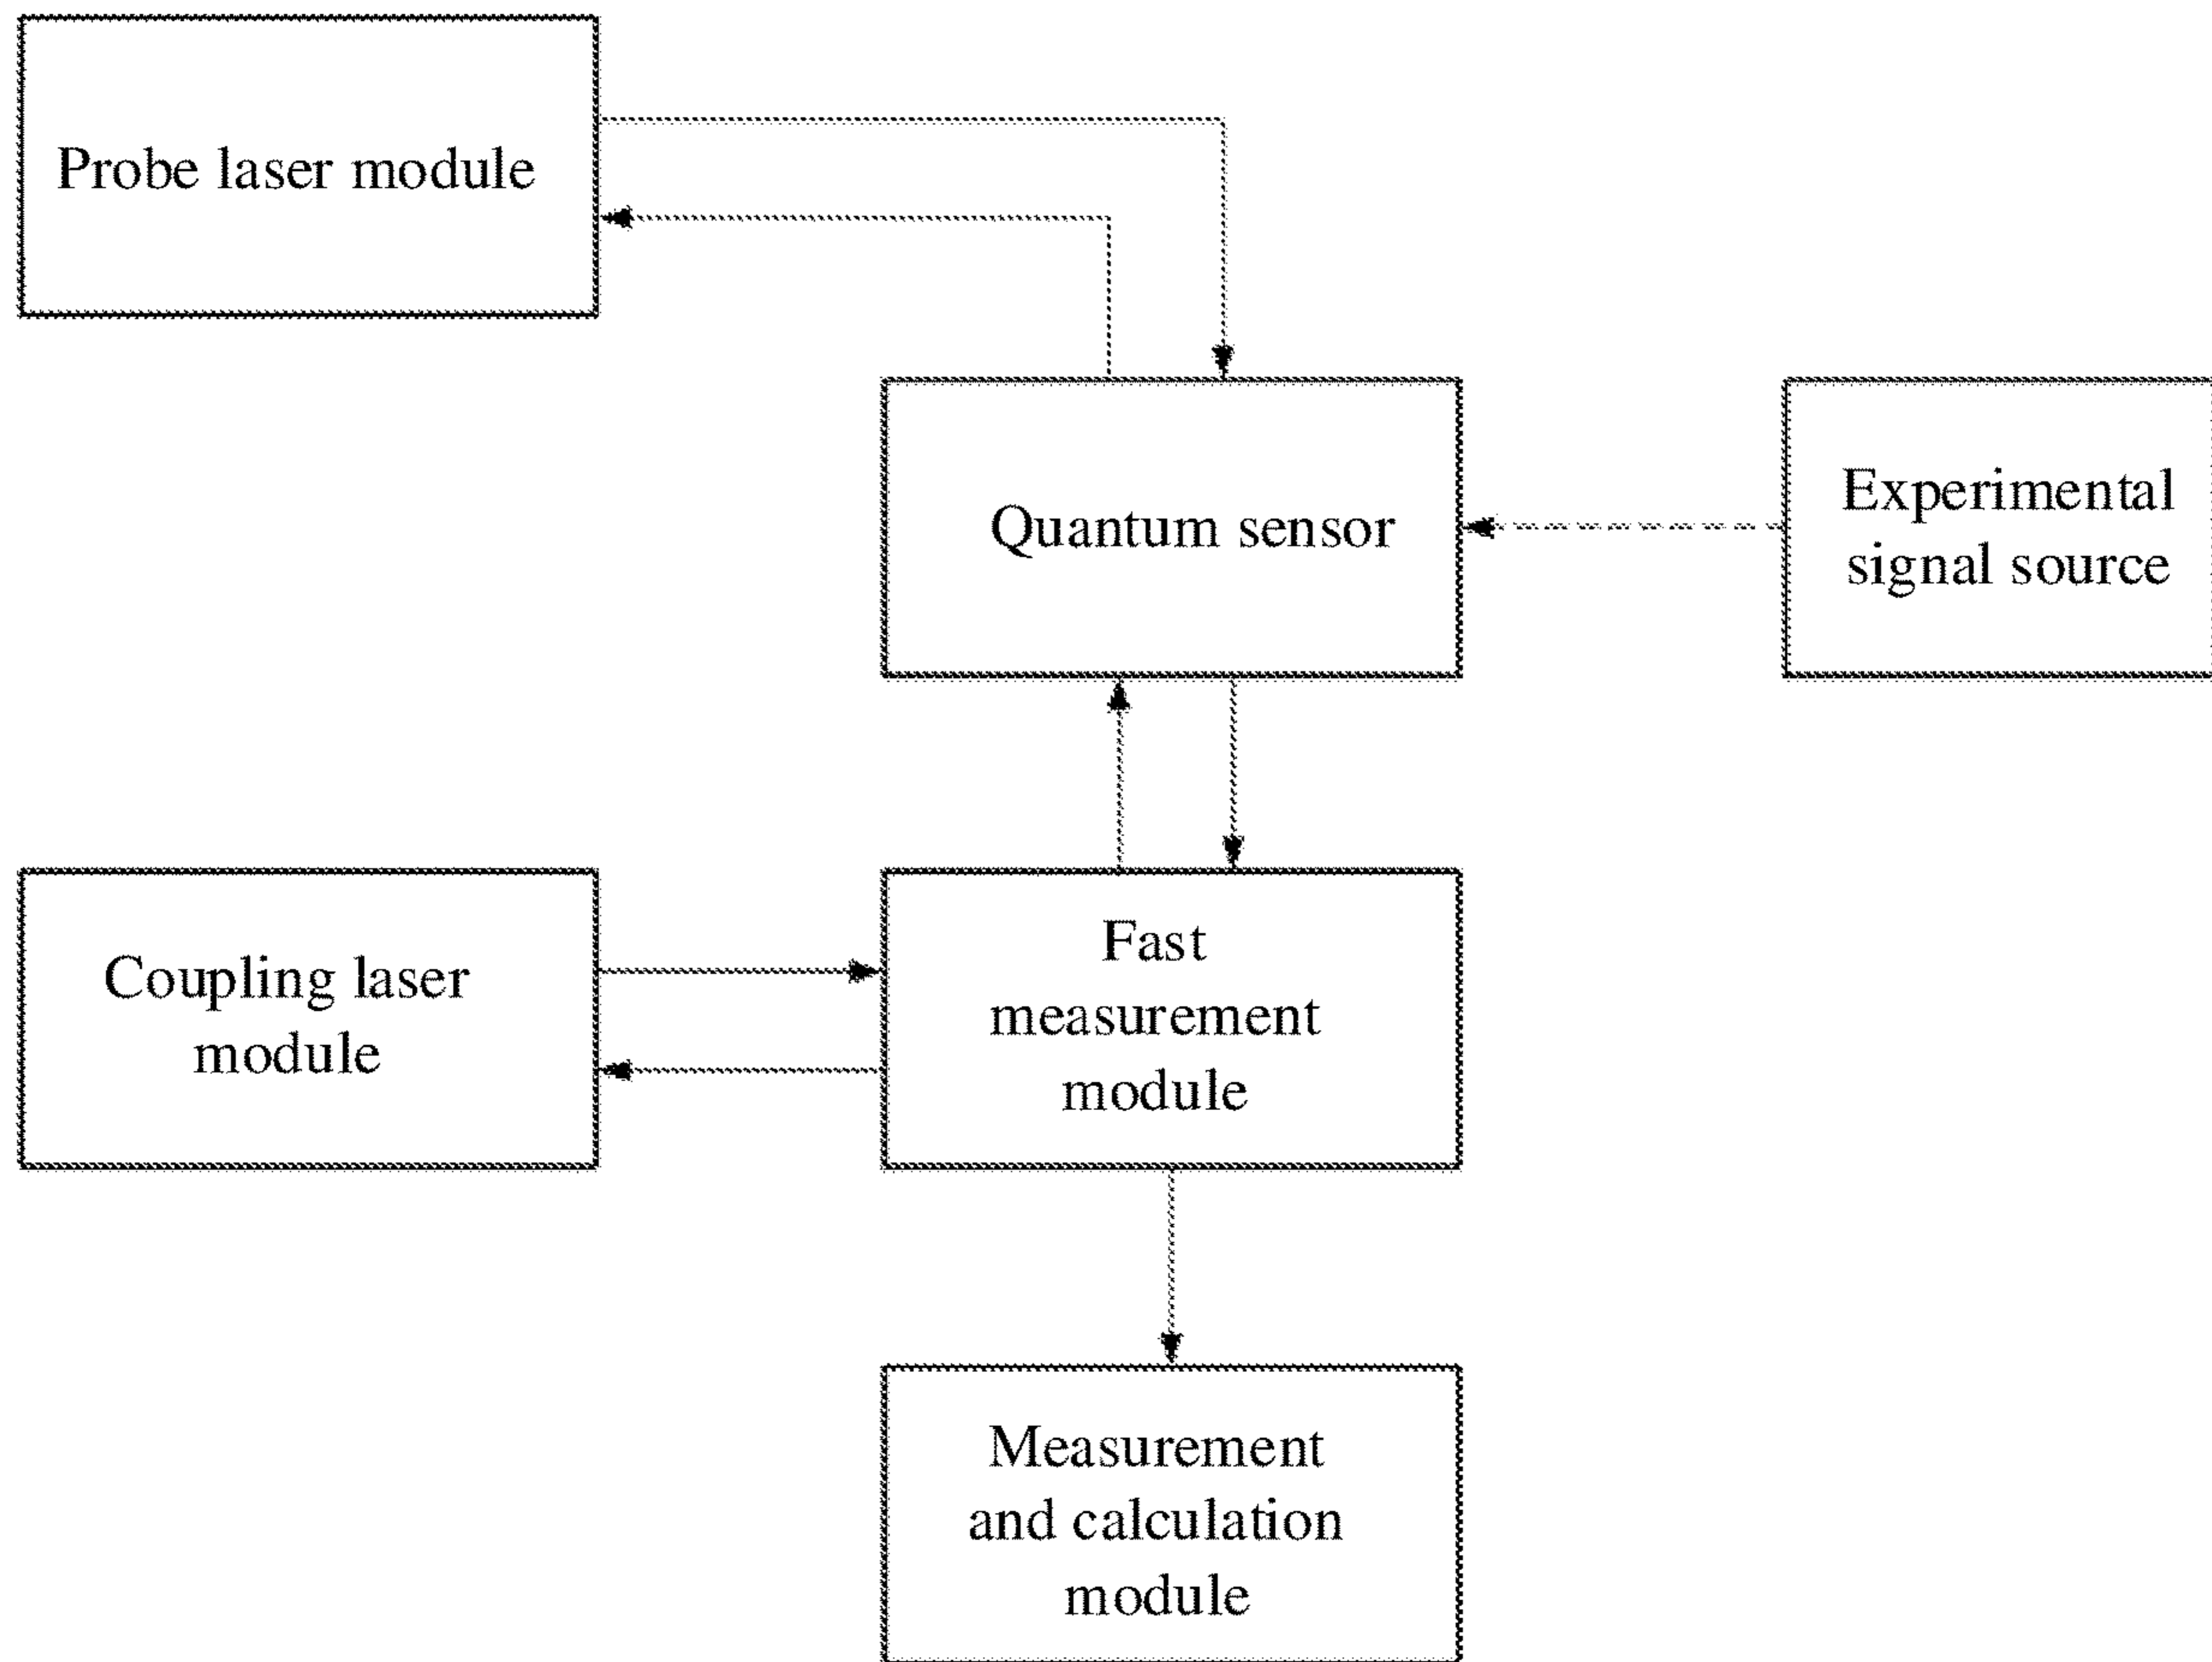 Probe laser module
Quantum sensor
Experimental
signal source
Coupling laser
module
Fast
measurement
module
Measurement
and calculation
module